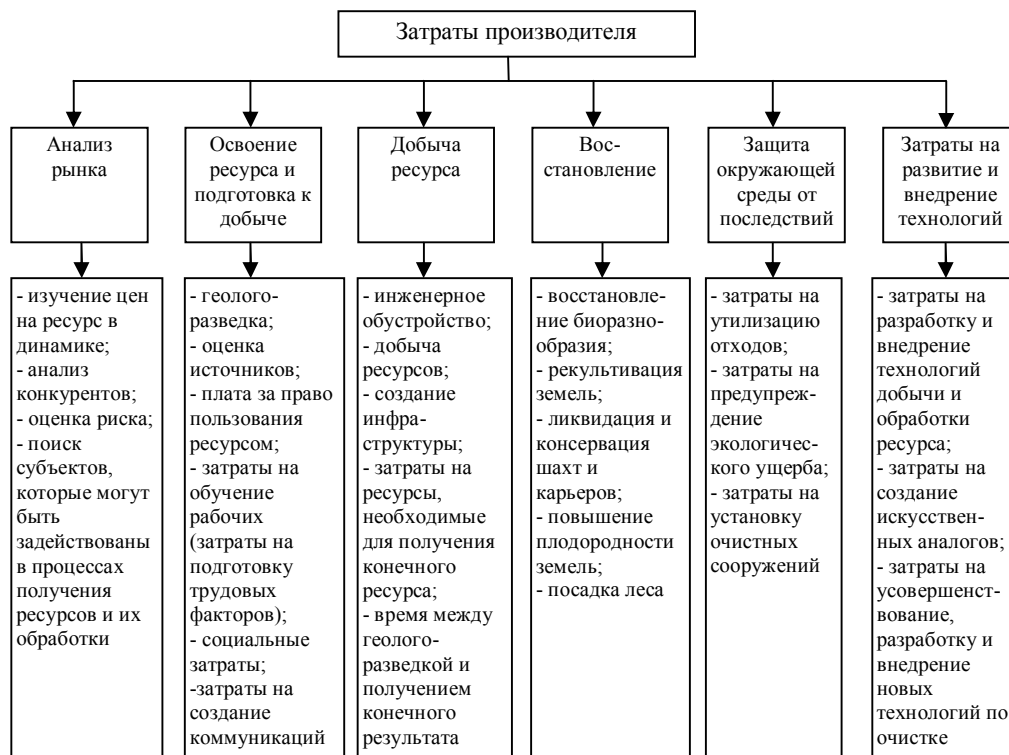 Затраты производителя
Анализ
рынка
Освоение
ресурса и
подготовка к
добыче
Добыча
ресурса
Вос-
становление
Защита
окружающей
среды от
последствий
Затраты на
развитие и
внедрение
технологий
- изучение цен
на ресурс в
динамике;
- анализ
конкурентов;
- оценка риска;
- поиск
субъектов,
которые могут
быть
задействованы
в процессах
получения
ресурсов и их
обработки
- геолого-
разведка;
- оценка
источников;
- плата за право
пользования
ресурсом;
- затраты на
обучение
рабочих
(затраты на
подготовку
трудовых
факторов);
- социальные
затраты;
-затраты на
создание
коммуникаций
- инженерное
обустройство;
- добыча
ресурсов;
- создание
инфра-
структуры;
- затраты на
ресурсы,
необходимые
для получения
конечного
ресурса;
- время между
геолого-
разведкой и
получением
конечного
результата
- восстановле-
ние биоразно-
образия;
- рекультивация
земель;
- ликвидация и
консервация
шахт и
карьеров;
- повышение
плодородности
земель;
- посадка леса
- затраты на
утилизацию
отходов;
- затраты на
предупреж-
дение
экологичес-
кого ущерба;
- затраты на
установку
очистных
сооружений
- затраты на
разработку и
внедрение
технологий
добычи и
обработки
ресурса;
- затраты на
создание
искусствен-
ных аналогов;
- затраты на
усовершенст-
вование,
разработку и
внедрение
новых
технологий по
очистке